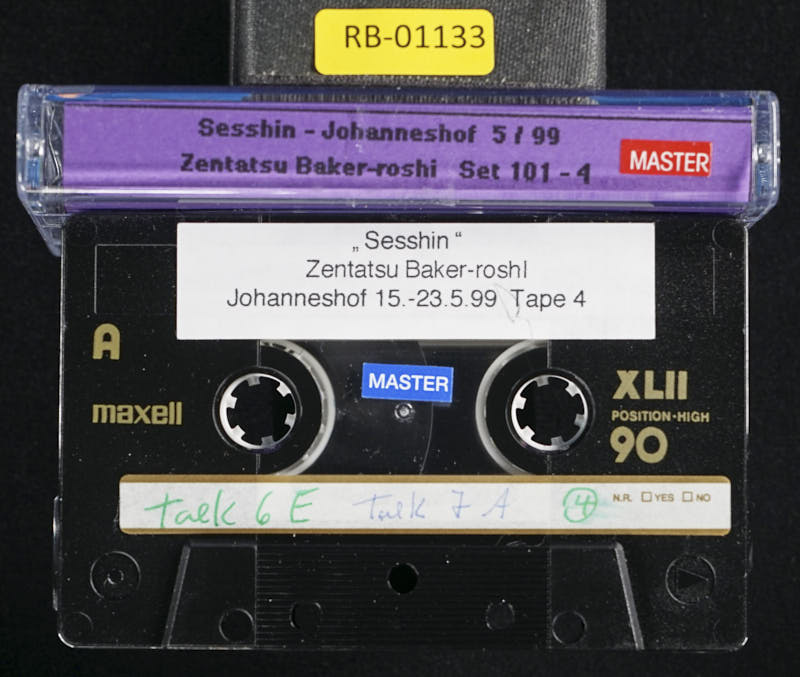 RB-01133
Sesshin - Johanneshof 5 / 99
Zentatsu Baker-roshi Set 101 - 4
MASTER
„ Sesshin “
Zentatsu Baker-roshI
Johanneshof 15.-23.5.99 Tape 4
A
MASTER
maxell
XLII
POSITION·HIGH
90
talk 6 E Talk 7 A 4
N.R. YES NO